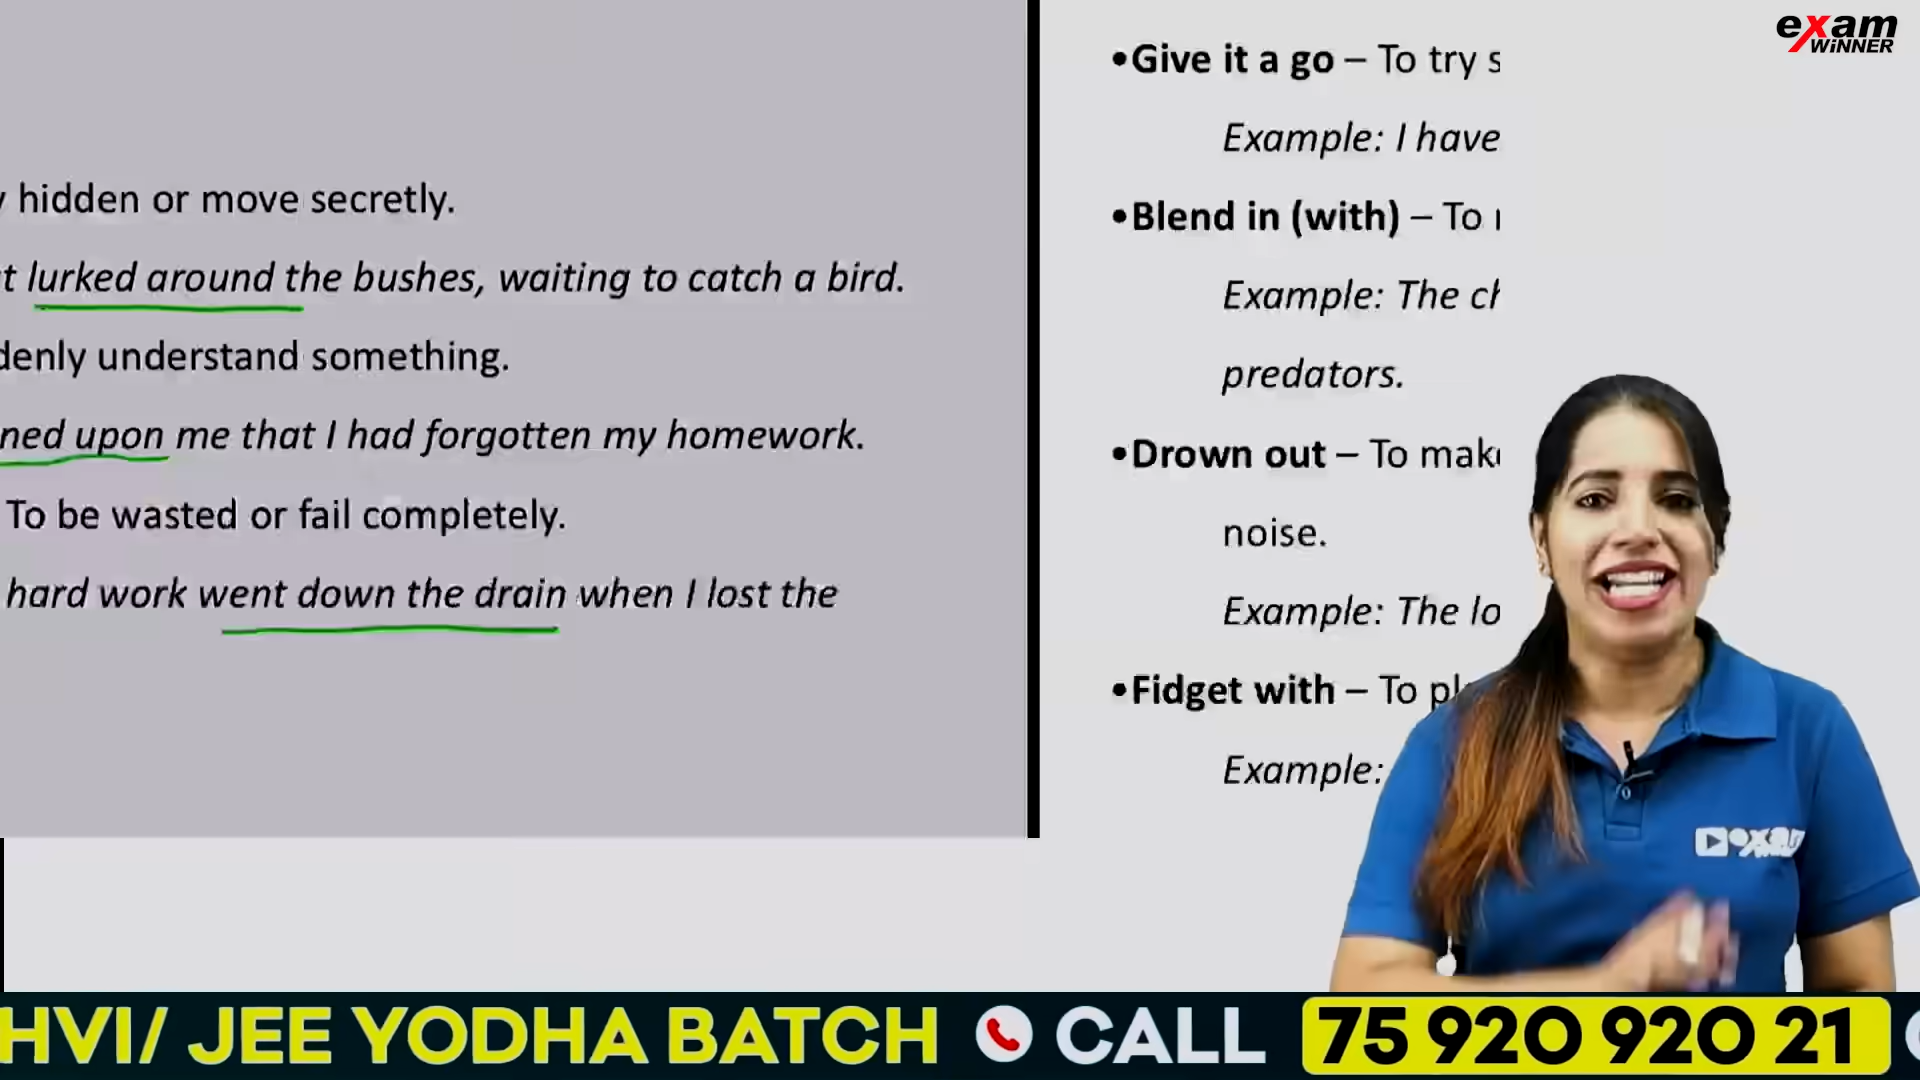 hidden or move secretly.
lurked around the bushes, waiting to catch a bird.
understand something.
upon me that I had forgotten my homework.
To be wasted or fail completely.
hard work went down the drain when I lost the
•Give it a go – To try
Example: I have
•Blend in (with) – To
Example: The
predators.
•Drown out – To
noise.
Example: The
•Fidget with – To
Example:
exam
WiNNER
exam
JEE YODHA BATCH CALL 75 920 920 21